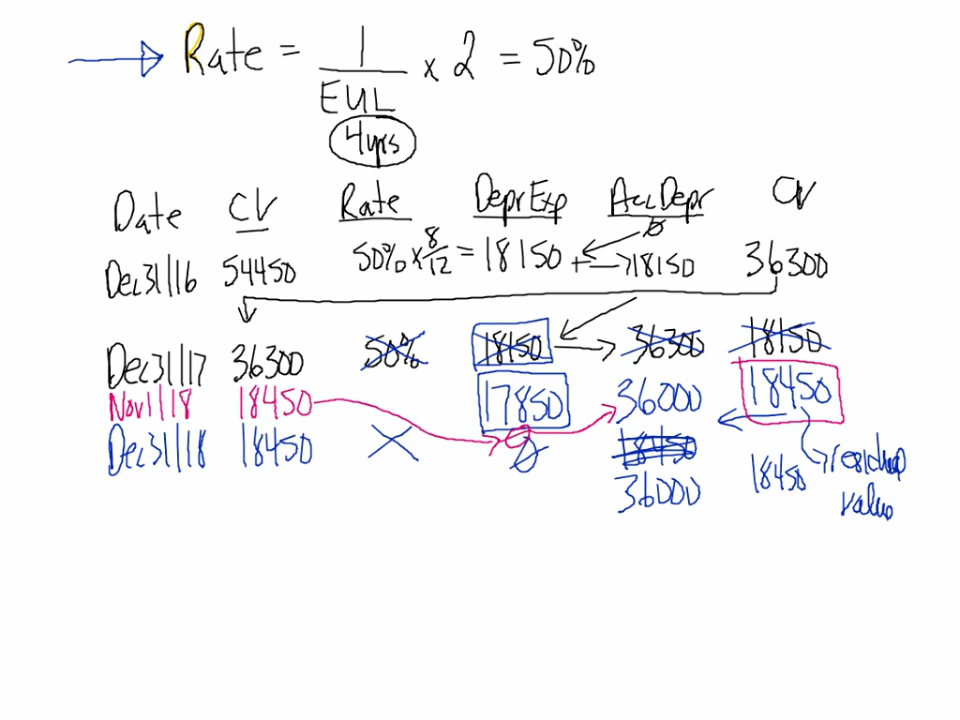 Rate = 1 / EUL × 2 = 50%
4yrs
Date CV Rate DeprExp AccDepr CV
Ø
Dec31/16 54450 50% × 8/12 = 18150 + → 18150 36300
Dec31/17 36300 50% 18150 36300 18150
17850 36000 18450
Nov1/18 18450
Dec31/18 18450 X Ø 18450
36000 18450 residual
value